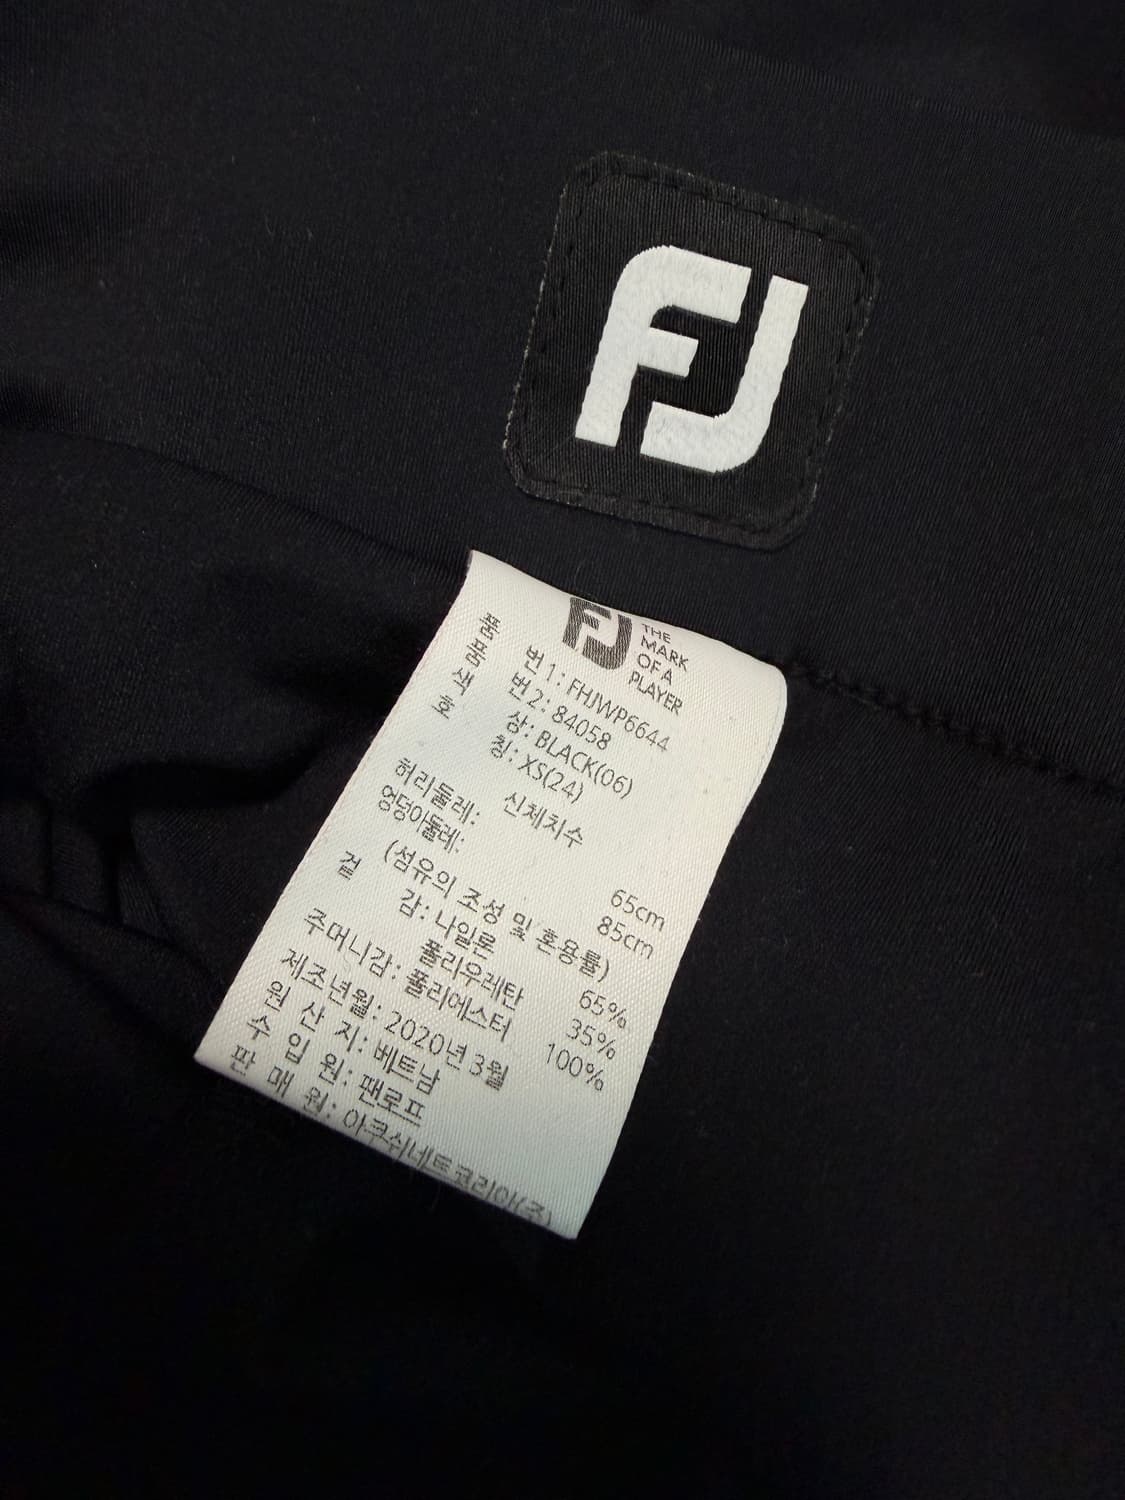 FJ
FJ THE
MARK
OF A
PLAYER
품 번1: FHJWP6644
품 번2: 84058
색 상: BLACK(06)
호 칭: XS(24)
신체치수
허리둘레: 65cm
엉덩이둘레: 85cm
(섬유의 조성 및 혼용률)
겉 감: 나일론 65%
폴리우레탄 35%
주머니감: 폴리에스터 100%
제조년월: 2020년 3월
원 산 지: 베트남
수 입 원: 팬로프
판 매 원: 아쿠쉬네트코리아(주)